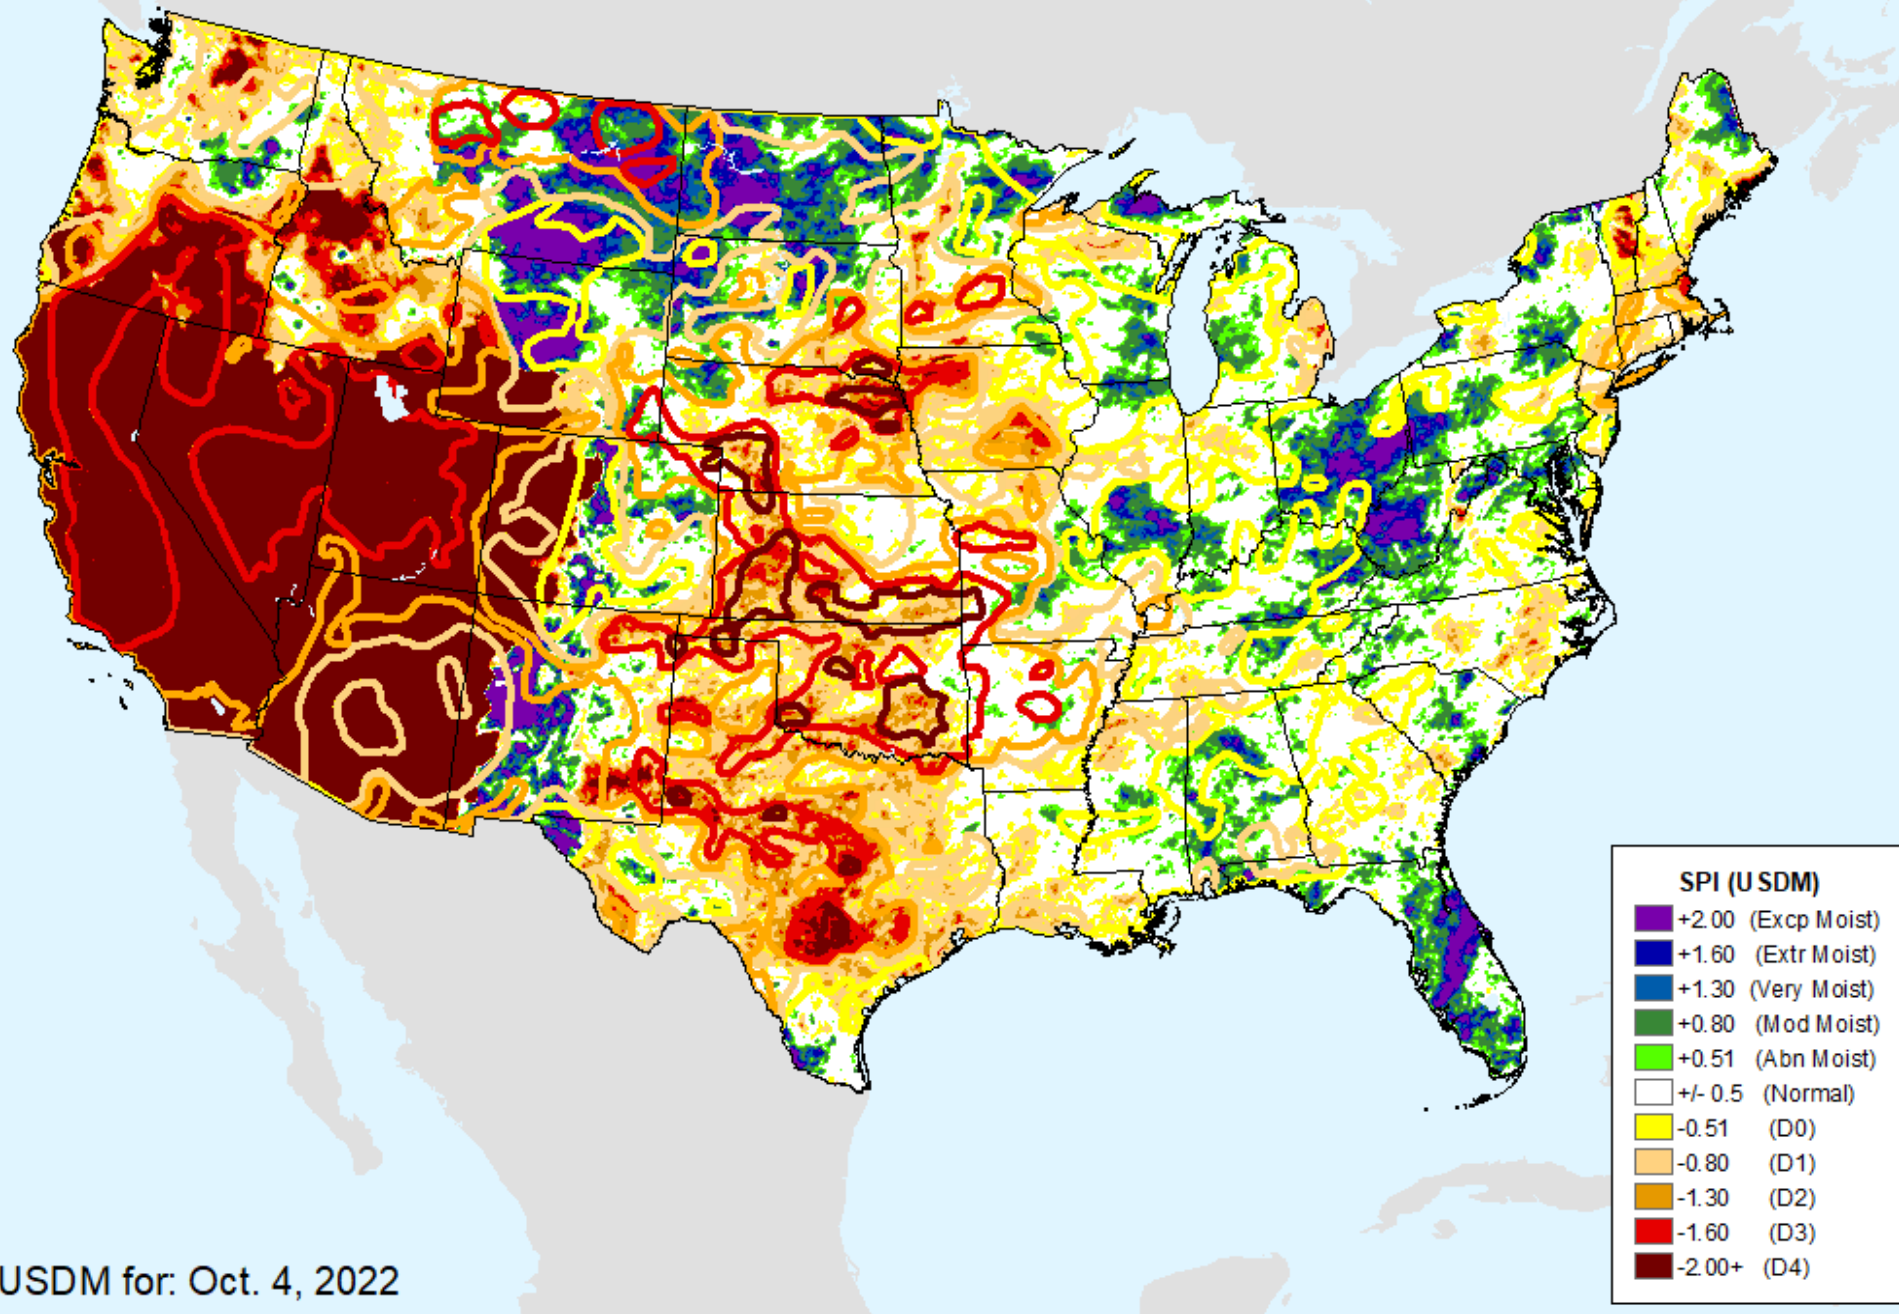 SPI (USDM)
+2.00 (Excp Moist)
+1.60 (Extr Moist)
+1.30 (Very Moist)
+0.80 (Mod Moist)
+0.51 (Abn Moist)
+/- 0.5 (Normal)
-0.51 (D0)
-0.80 (D1)
-1.30 (D2)
-1.60 (D3)
-2.00+ (D4)
USDM for: Oct. 4, 2022